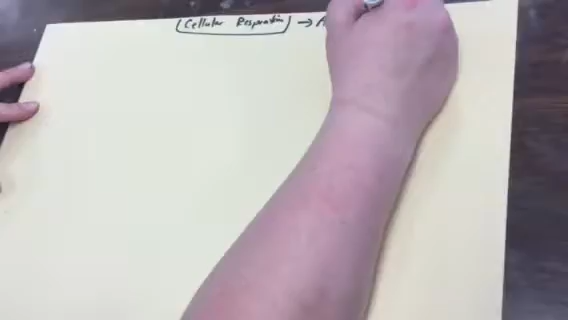 Cellular Respiration → A